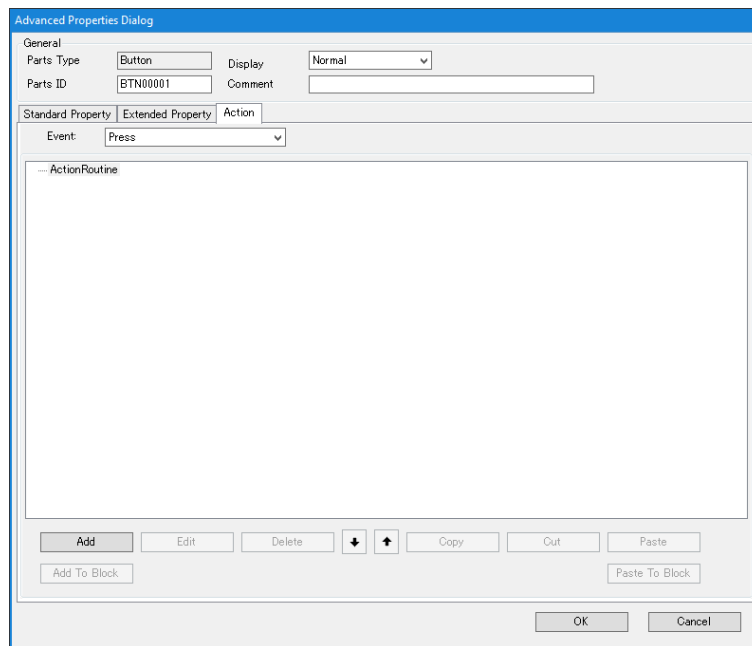 Advanced Properties Dialog
General
Parts Type Button Display Normal
Parts ID BTN00001 Comment
Standard Property Extended Property Action
Event: Press
ActionRoutine
Add Edit Delete Copy Cut Paste
Add To Block Paste To Block
OK Cancel